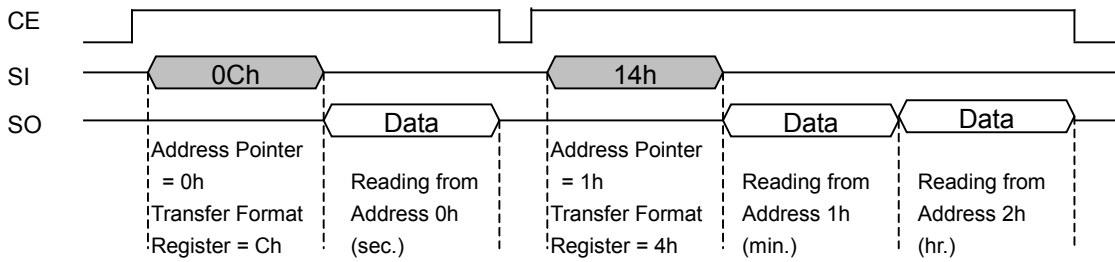 CE
SI
0Ch
14h
SO
Data
Data
Data
Address Pointer
= 0h
Transfer Format
Register = Ch
Reading from
Address 0h
(sec.)
Address Pointer
= 1h
Transfer Format
Register = 4h
Reading from
Address 1h
(min.)
Reading from
Address 2h
(hr.)